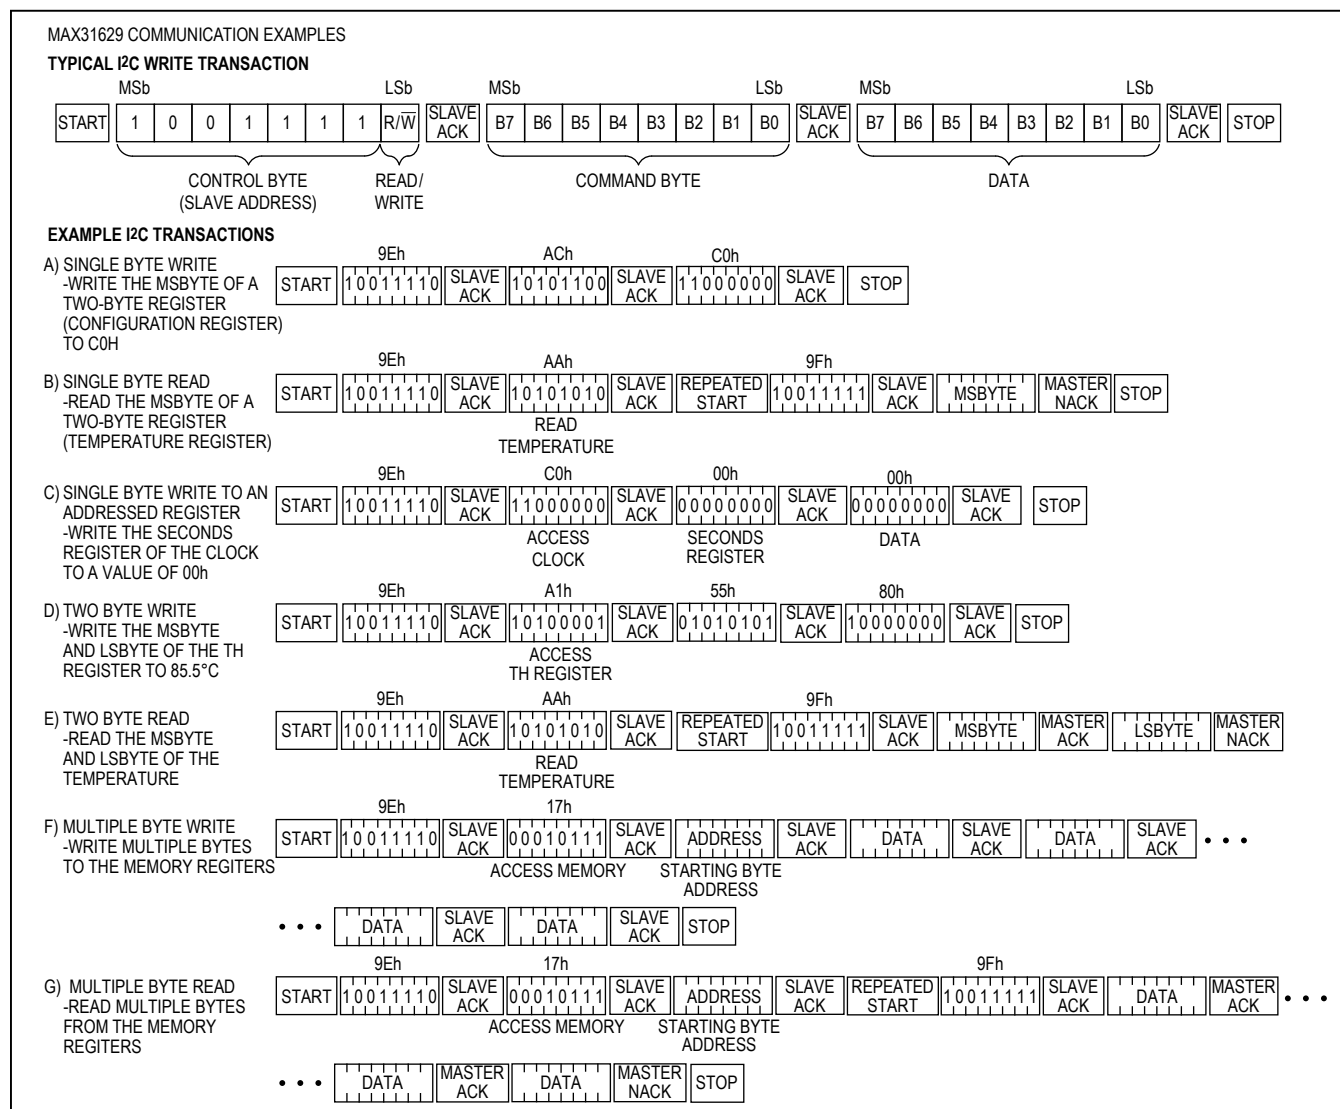 MAX31629 COMMUNICATION EXAMPLES
TYPICAL I2C WRITE TRANSACTION
MSb LSb MSb LSb MSb LSb
START 1 0 0 1 1 1 1 R/W̅ SLAVE ACK B7 B6 B5 B4 B3 B2 B1 B0 SLAVE ACK B7 B6 B5 B4 B3 B2 B1 B0 SLAVE ACK STOP
CONTROL BYTE (SLAVE ADDRESS) READ/ WRITE COMMAND BYTE DATA
EXAMPLE I2C TRANSACTIONS
A) SINGLE BYTE WRITE
-WRITE THE MSBYTE OF A
TWO-BYTE REGISTER
(CONFIGURATION REGISTER)
TO C0H
9Eh ACh C0h
START 10011110 SLAVE ACK 10101100 SLAVE ACK 11000000 SLAVE ACK STOP
B) SINGLE BYTE READ
-READ THE MSBYTE OF A
TWO-BYTE REGISTER
(TEMPERATURE REGISTER)
9Eh AAh 9Fh
START 10011110 SLAVE ACK 10101010 SLAVE ACK REPEATED START 10011111 SLAVE ACK MSBYTE MASTER NACK STOP
READ
TEMPERATURE
C) SINGLE BYTE WRITE TO AN
ADDRESSED REGISTER
-WRITE THE SECONDS
REGISTER OF THE CLOCK
TO A VALUE OF 00h
9Eh C0h 00h 00h
START 10011110 SLAVE ACK 11000000 SLAVE ACK 00000000 SLAVE ACK 00000000 SLAVE ACK STOP
ACCESS CLOCK SECONDS REGISTER DATA
D) TWO BYTE WRITE
-WRITE THE MSBYTE
AND LSBYTE OF THE TH
REGISTER TO 85.5°C
9Eh A1h 55h 80h
START 10011110 SLAVE ACK 10100001 SLAVE ACK 01010101 SLAVE ACK 10000000 SLAVE ACK STOP
ACCESS
TH REGISTER
E) TWO BYTE READ
-READ THE MSBYTE
AND LSBYTE OF THE
TEMPERATURE
9Eh AAh 9Fh
START 10011110 SLAVE ACK 10101010 SLAVE ACK REPEATED START 10011111 SLAVE ACK MSBYTE MASTER ACK LSBYTE MASTER NACK
READ
TEMPERATURE
F) MULTIPLE BYTE WRITE
-WRITE MULTIPLE BYTES
TO THE MEMORY REGITERS
9Eh 17h
START 10011110 SLAVE ACK 00010111 SLAVE ACK ADDRESS SLAVE ACK DATA SLAVE ACK DATA SLAVE ACK • • •
ACCESS MEMORY STARTING BYTE ADDRESS
• • • DATA SLAVE ACK DATA SLAVE ACK STOP
G) MULTIPLE BYTE READ
-READ MULTIPLE BYTES
FROM THE MEMORY
REGITERS
9Eh 17h 9Fh
START 10011110 SLAVE ACK 00010111 SLAVE ACK ADDRESS SLAVE ACK REPEATED START 10011111 SLAVE ACK DATA MASTER ACK • • •
ACCESS MEMORY STARTING BYTE ADDRESS
• • • DATA MASTER ACK DATA MASTER NACK STOP